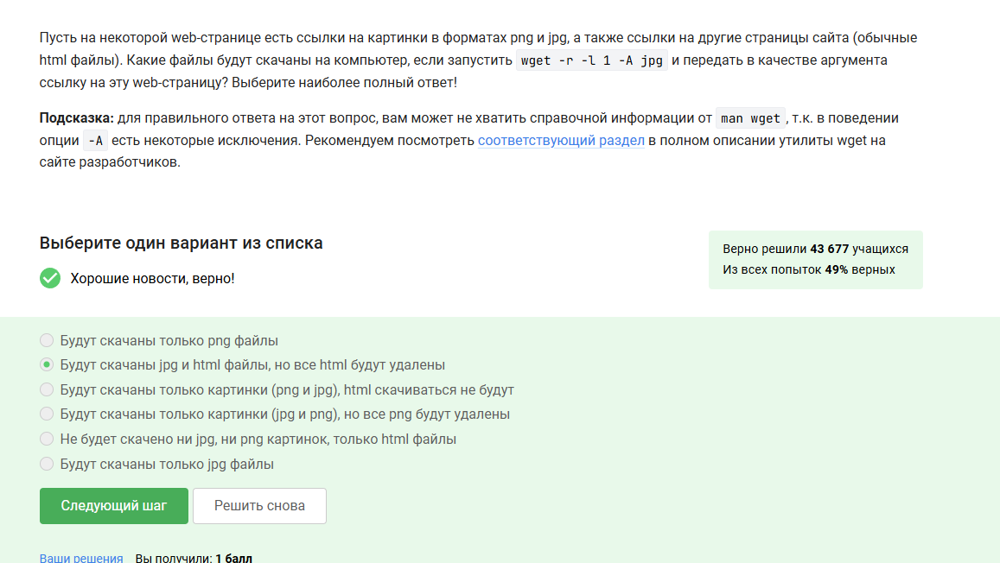 Пусть на некоторой web-странице есть ссылки на картинки в форматах png и jpg, а также ссылки на другие страницы сайта (обычные
html файлы). Какие файлы будут скачаны на компьютер, если запустить wget -r -l 1 -A jpg и передать в качестве аргумента
ссылку на эту web-страницу? Выберите наиболее полный ответ!
Подсказка: для правильного ответа на этот вопрос, вам может не хватить справочной информации от man wget, т.к. в поведении
опции -A есть некоторые исключения. Рекомендуем посмотреть соответствующий раздел в полном описании утилиты wget на
сайте разработчиков.
Выберите один вариант из списка
Хорошие новости, верно!
Верно решили 43 677 учащихся
Из всех попыток 49% верных
Будут скачаны только png файлы
Будут скачаны jpg и html файлы, но все html будут удалены
Будут скачаны только картинки (png и jpg), html скачиваться не будут
Будут скачаны только картинки (jpg и png), но все png будут удалены
Не будет скачено ни jpg, ни png картинок, только html файлы
Будут скачаны только jpg файлы
Следующий шаг
Решить снова
Ваши решения Вы получили: 1 балл